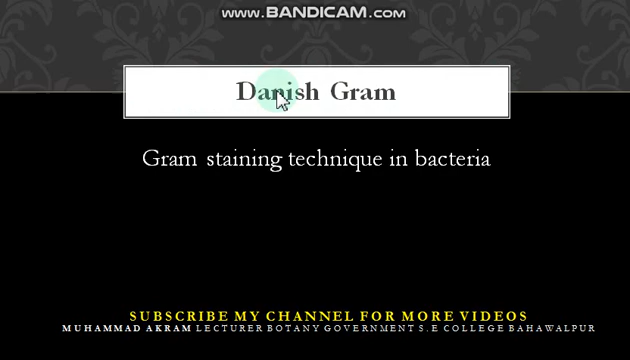 WWW.BANDICAM.COM
Danish Gram
Gram staining technique in bacteria
SUBSCRIBE MY CHANNEL FOR MORE VIDEOS
MUHAMMAD AKRAM LECTURER BOTANY GOVERNMENT S.E COLLEGE BAHAWALPUR